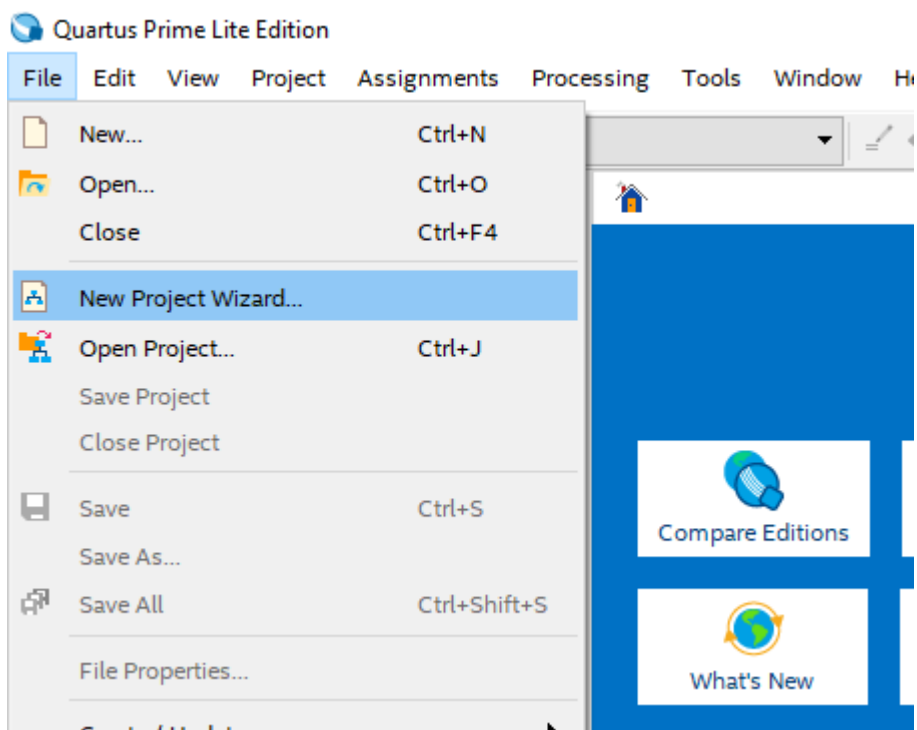 Quartus Prime Lite Edition
File Edit View Project Assignments Processing Tools Window
New... Ctrl+N
Open... Ctrl+O
Close Ctrl+F4
New Project Wizard...
Open Project... Ctrl+J
Save Project
Close Project
Save Ctrl+S
Save As...
Save All Ctrl+Shift+S
File Properties...
Compare Editions
What's New